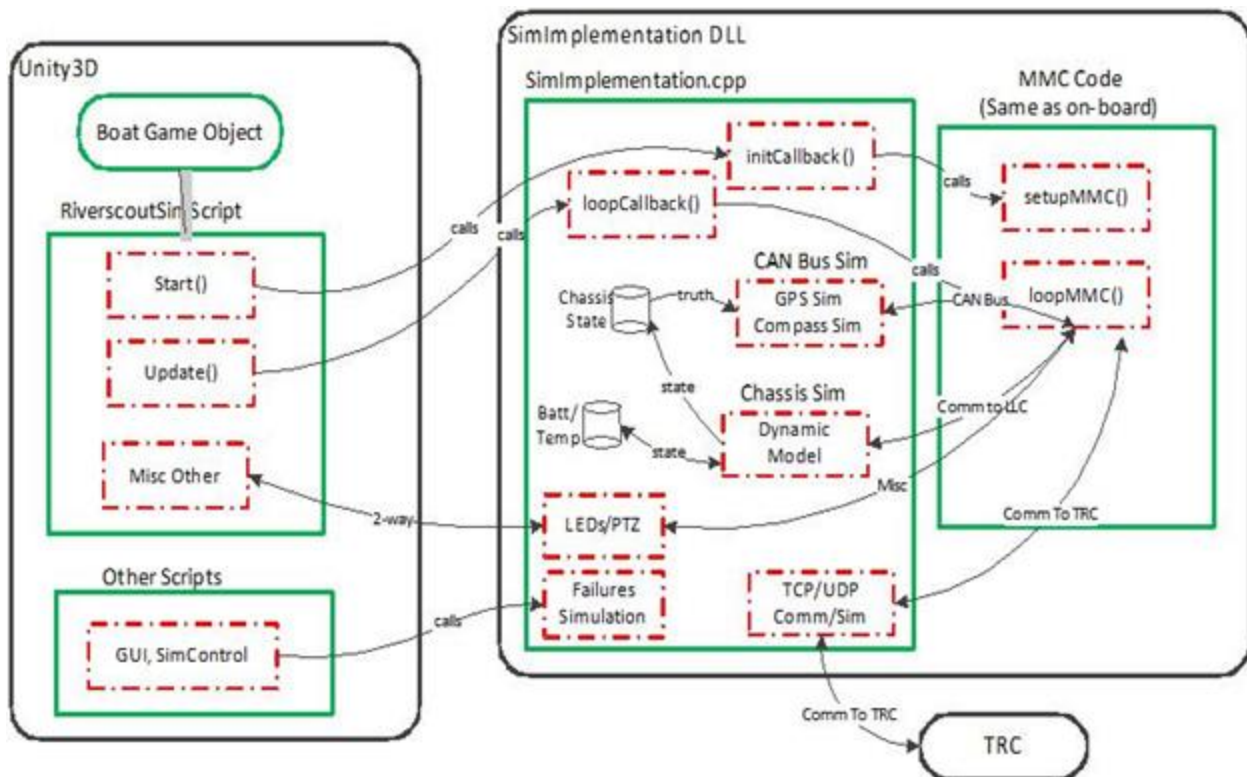 Unity3D
Boat Game Object
RiverscoutSimScript
Start()
Update()
Misc Other
Other Scripts
GUI, SimControl
calls
calls
2-way
calls
SimImplementation DLL
SimImplementation.cpp
initCallback()
loopCallback()
CAN Bus Sim
GPS Sim
Compass Sim
Chassis
State
truth
state
Chassis Sim
Dynamic
Model
Batt/
Temp
state
LEDs/PTZ
Failures
Simulation
TCP/UDP
Comm/Sim
MMC Code
(Same as on-board)
calls
setupMMC()
calls
loopMMC()
CAN Bus
Comm to LLC
Misc
Comm To TRC
Comm To TRC
TRC